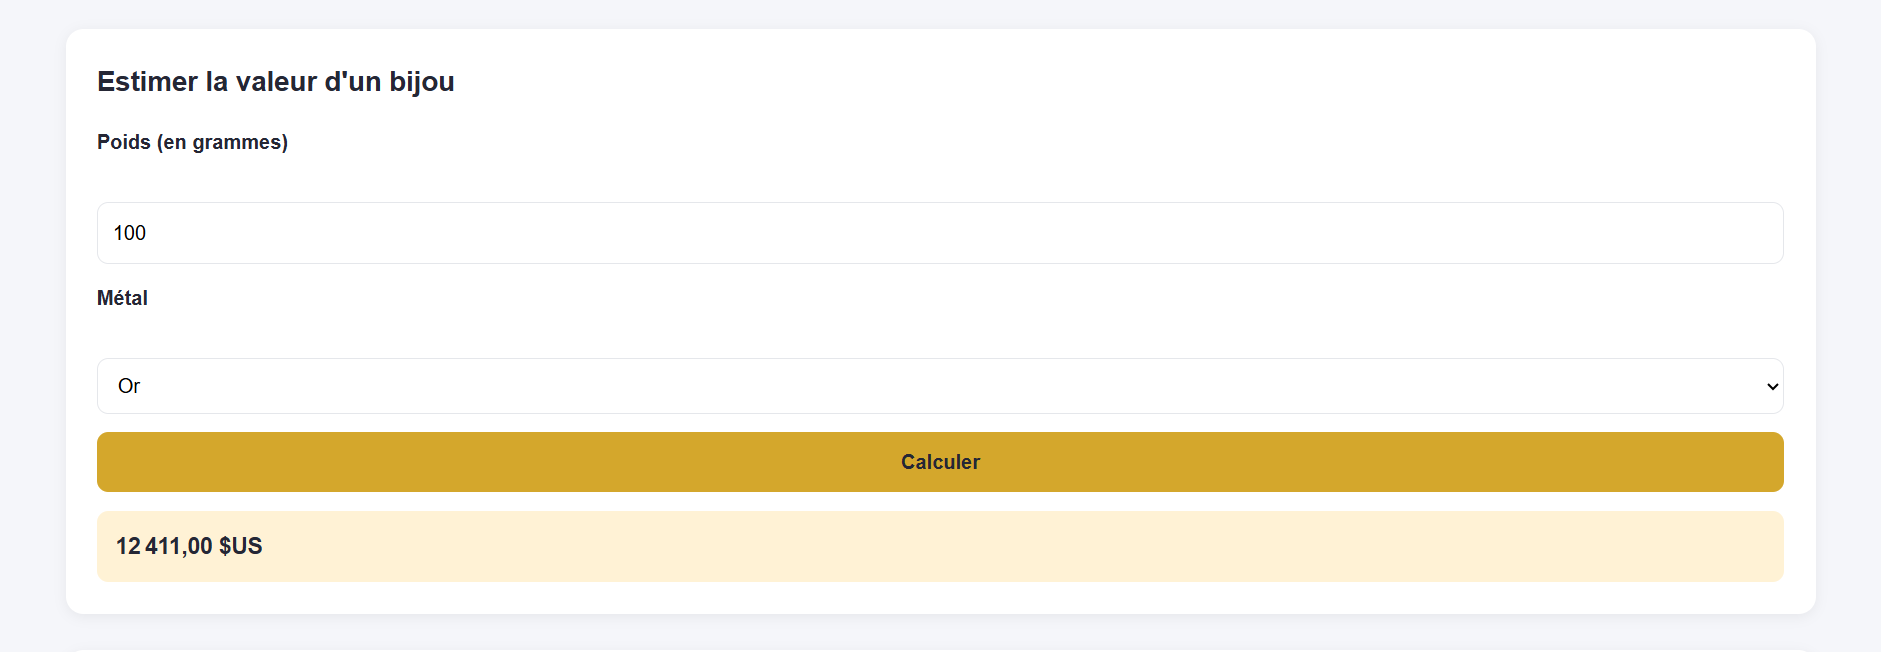 Estimer la valeur d'un bijou
Poids (en grammes)
100
Métal
Or
Calculer
12 411,00 $US